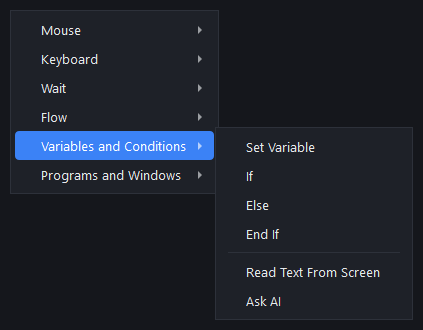 Mouse
Keyboard
Wait
Flow
Variables and Conditions
Programs and Windows
Set Variable
If
Else
End If
Read Text From Screen
Ask AI